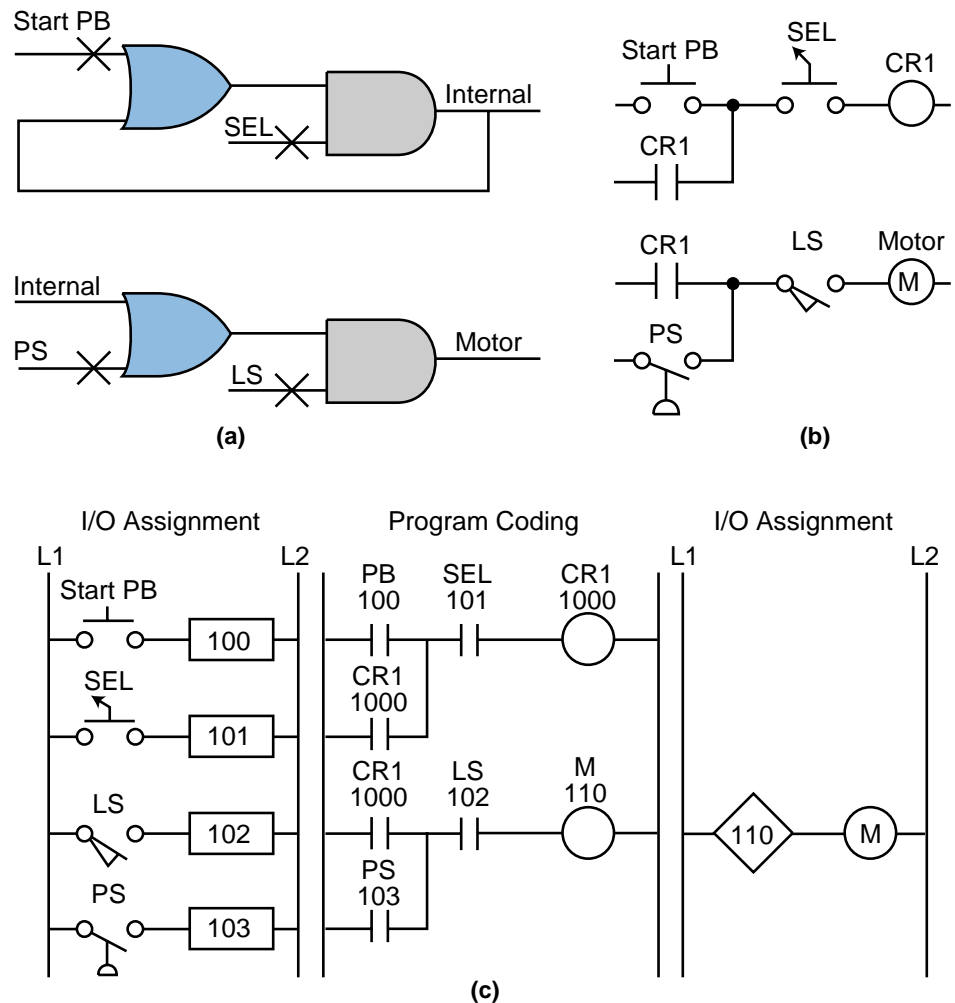 Start PB
SEL
Internal
Internal
PS
LS
Motor
(a)
Start PB
SEL
CR1
CR1
CR1
LS
Motor
M
PS
(b)
I/O Assignment
Program Coding
I/O Assignment
L1
L2
L1
L2
Start PB
100
SEL
101
LS
102
PS
103
PB
100
SEL
101
CR1
1000
CR1
1000
CR1
1000
LS
102
M
110
PS
103
110
M
(c)